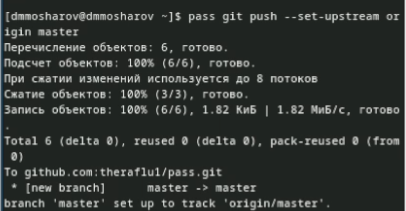 [dmmosharov@dmmosharov ~]$ pass git push --set-upstream or
igin master
Перечисление объектов: 6, готово.
Подсчет объектов: 100% (6/6), готово.
При сжатии изменений используется до 8 потоков
Сжатие объектов: 100% (3/3), готово.
Запись объектов: 100% (6/6), 1.82 КиБ | 1.82 МиБ/с, готово
.
Total 6 (delta 0), reused 0 (delta 0), pack-reused 0 (from
 0)
To github.com:theraflu1/pass.git
 * [new branch]      master -> master
branch 'master' set up to track 'origin/master'.